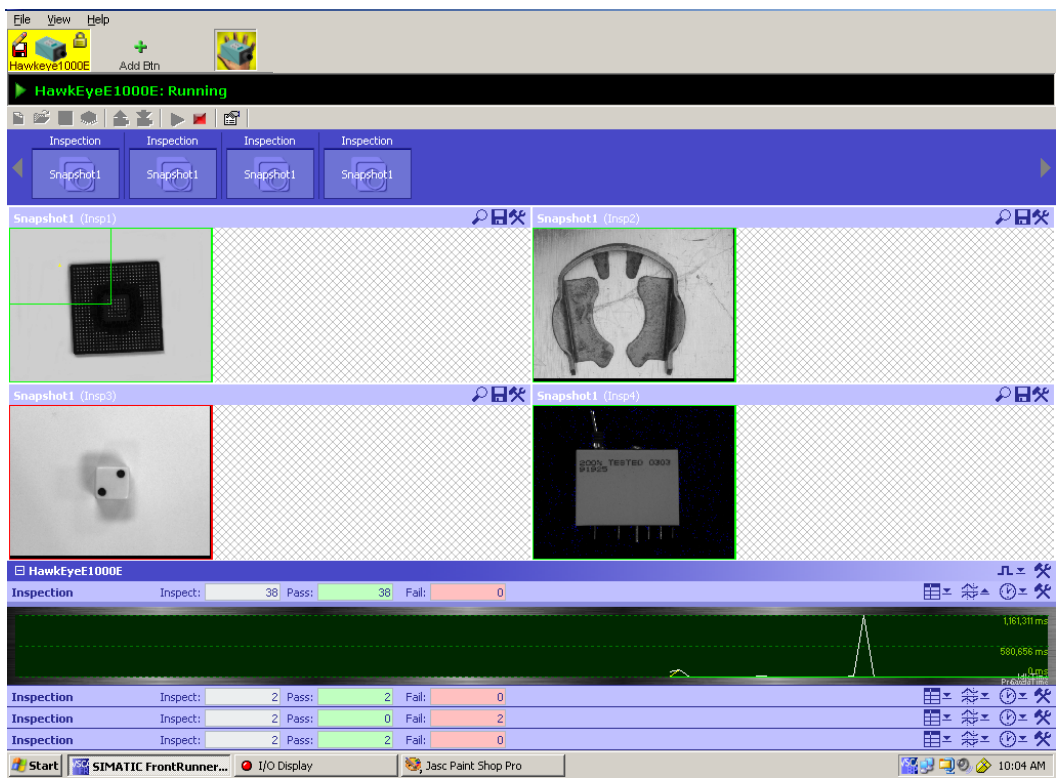 File View Help
Hawkeye1000E Add Btn
HawkEyeE1000E: Running
Inspection Inspection Inspection Inspection
Snapshot1 Snapshot1 Snapshot1 Snapshot1
Snapshot1 (Insp1) Snapshot1 (Insp2)
Snapshot1 (Insp3) Snapshot1 (Insp4)
200N TESTED 0303
91925
HawkEyeE1000E
Inspection Inspect: 38 Pass: 38 Fail: 0
1,161,311 ms
580,656 ms
0 ms
Inspection Inspect: 2 Pass: 2 Fail: 0
Inspection Inspect: 2 Pass: 0 Fail: 2
Inspection Inspect: 2 Pass: 2 Fail: 0
Start SIMATIC FrontRunner... I/O Display Jasc Paint Shop Pro 10:04 AM